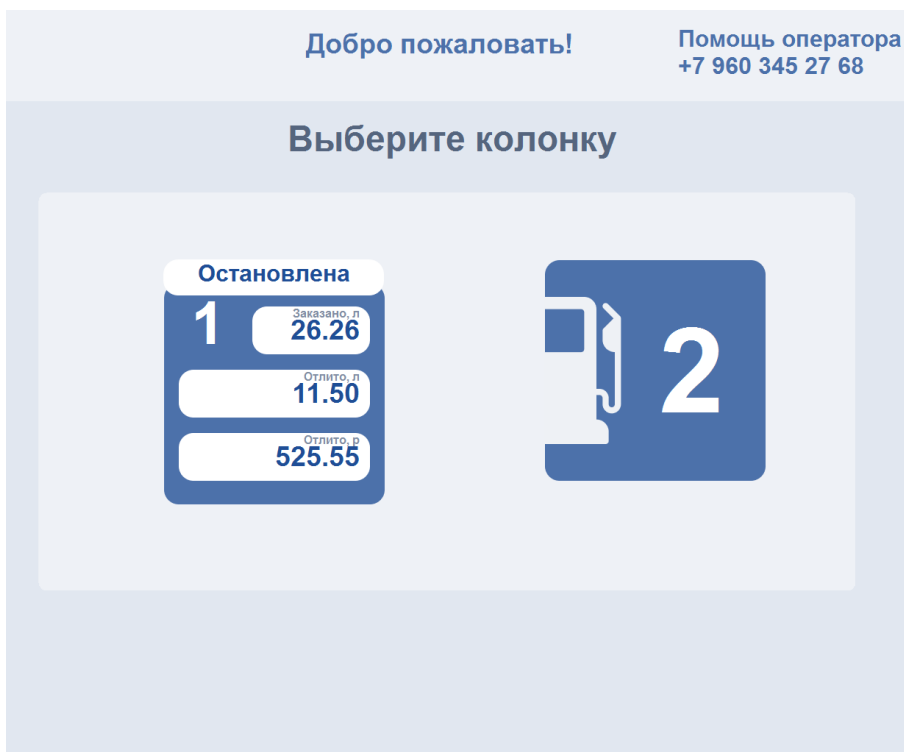 Добро пожаловать!
Помощь оператора
+7 960 345 27 68
Выберите колонку
Остановлена
1
Заказано, л
26.26
Отлито, л
11.50
Отлито, р
525.55
2